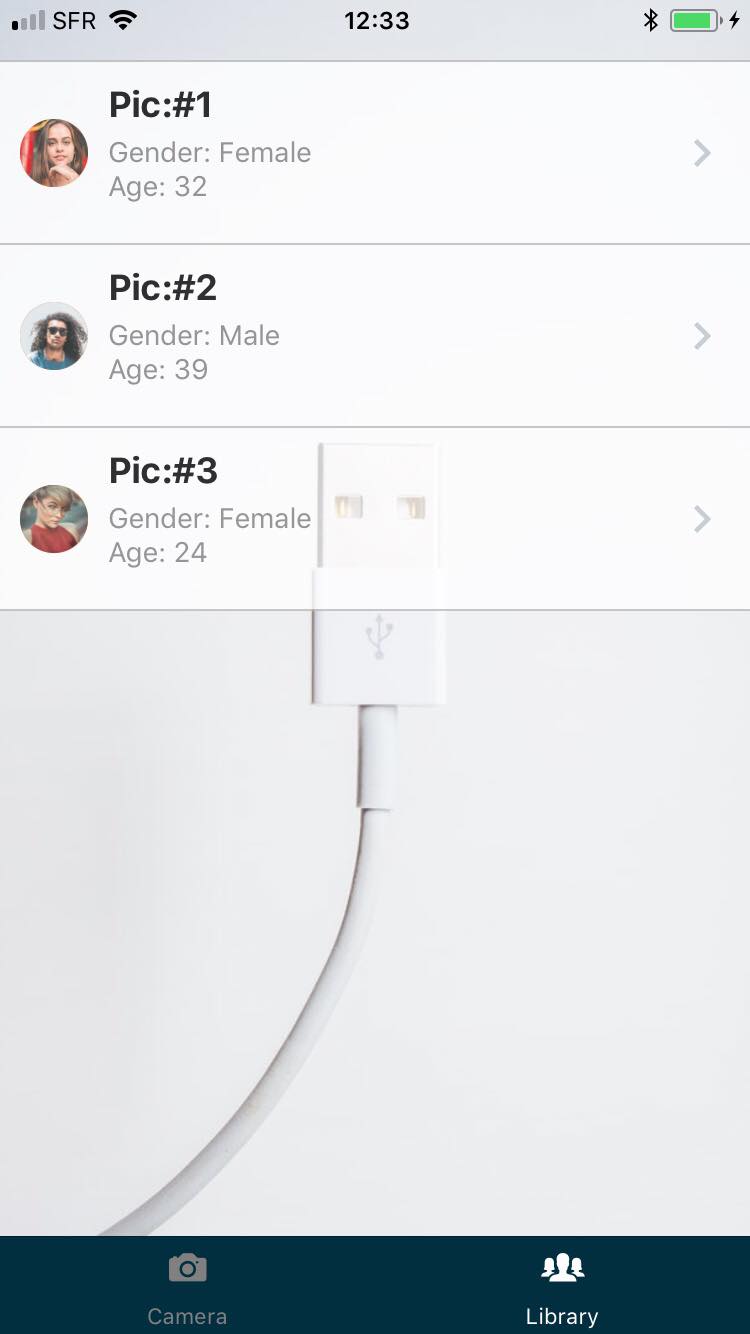 SFR 12:33
Pic:#1
Gender: Female
Age: 32
Pic:#2
Gender: Male
Age: 39
Pic:#3
Gender: Female
Age: 24
Camera Library